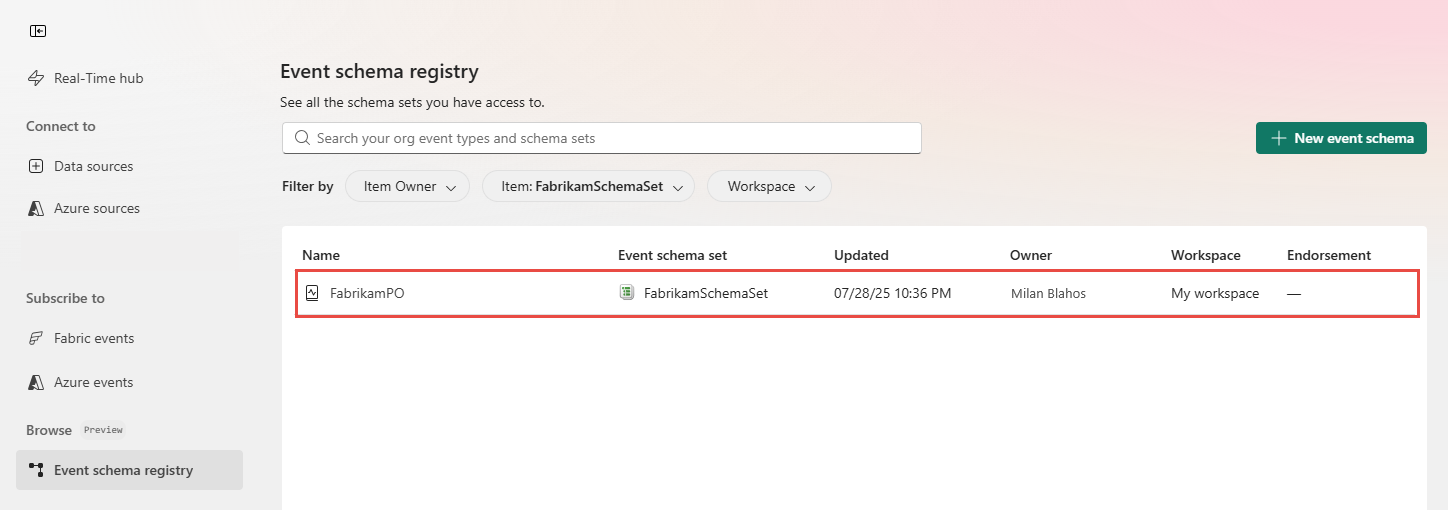 Real-Time hub
Connect to
Data sources
Azure sources
Subscribe to
Fabric events
Azure events
Browse Preview
Event schema registry
Event schema registry
See all the schema sets you have access to.
Search your org event types and schema sets
New event schema
Filter by Item Owner Item: FabrikamSchemaSet Workspace
Name Event schema set Updated Owner Workspace Endorsement
FabrikamPO FabrikamSchemaSet 07/28/25 10:36 PM Milan Blahos My workspace —